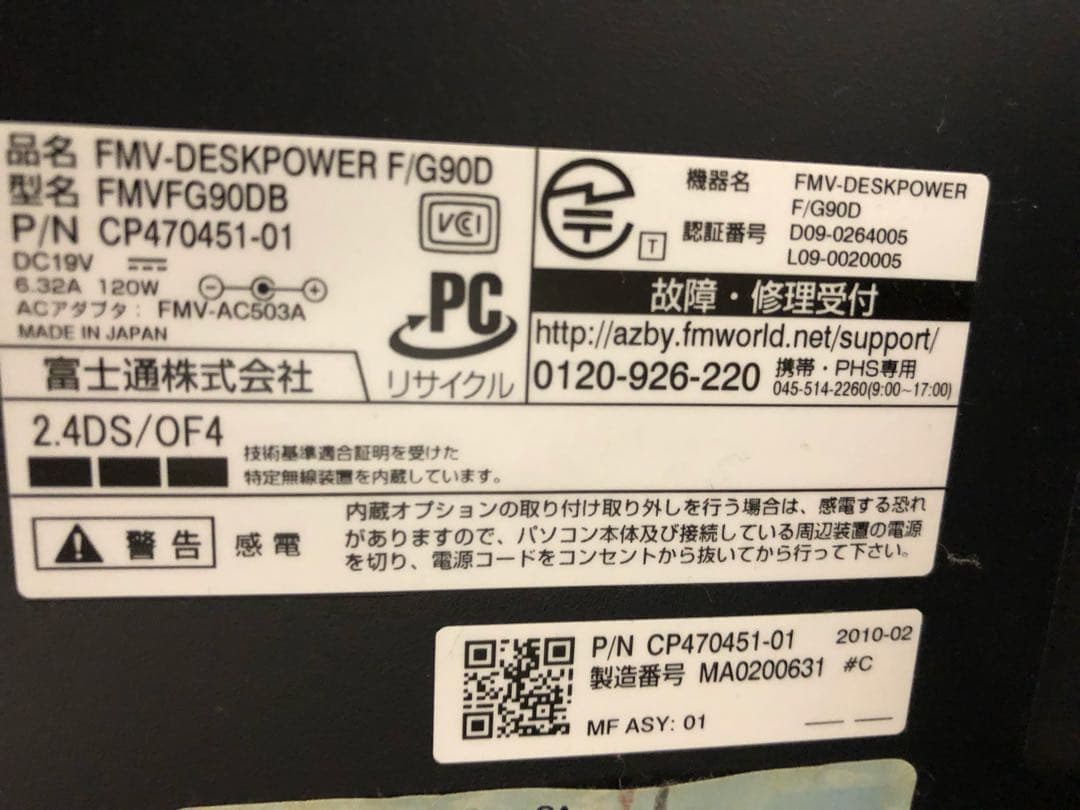 品名 FMV-DESKPOWER F/G90D
型名 FMVFG90DB
P/N CP470451-01
DC19V
6.32A 120W
ACアダプタ: FMV-AC503A
MADE IN JAPAN
VCCI
PC
リサイクル
富士通株式会社
機器名 FMV-DESKPOWER
F/G90D
T
認証番号 D09-0264005
L09-0020005
故障・修理受付
http://azby.fmworld.net/support/
0120-926-220 携帯・PHS専用
045-514-2260(9:00~17:00)
2.4DS/OF4
技術基準適合証明を受けた
特定無線装置を内蔵しています。
警告 感電
内蔵オプションの取り付け取り外しを行う場合は、感電する恐れ
がありますので、パソコン本体及び接続している周辺装置の電源
を切り、電源コードをコンセントから抜いてから行って下さい。
P/N CP470451-01 2010-02
製造番号 MA0200631 #C
MF ASY: 01